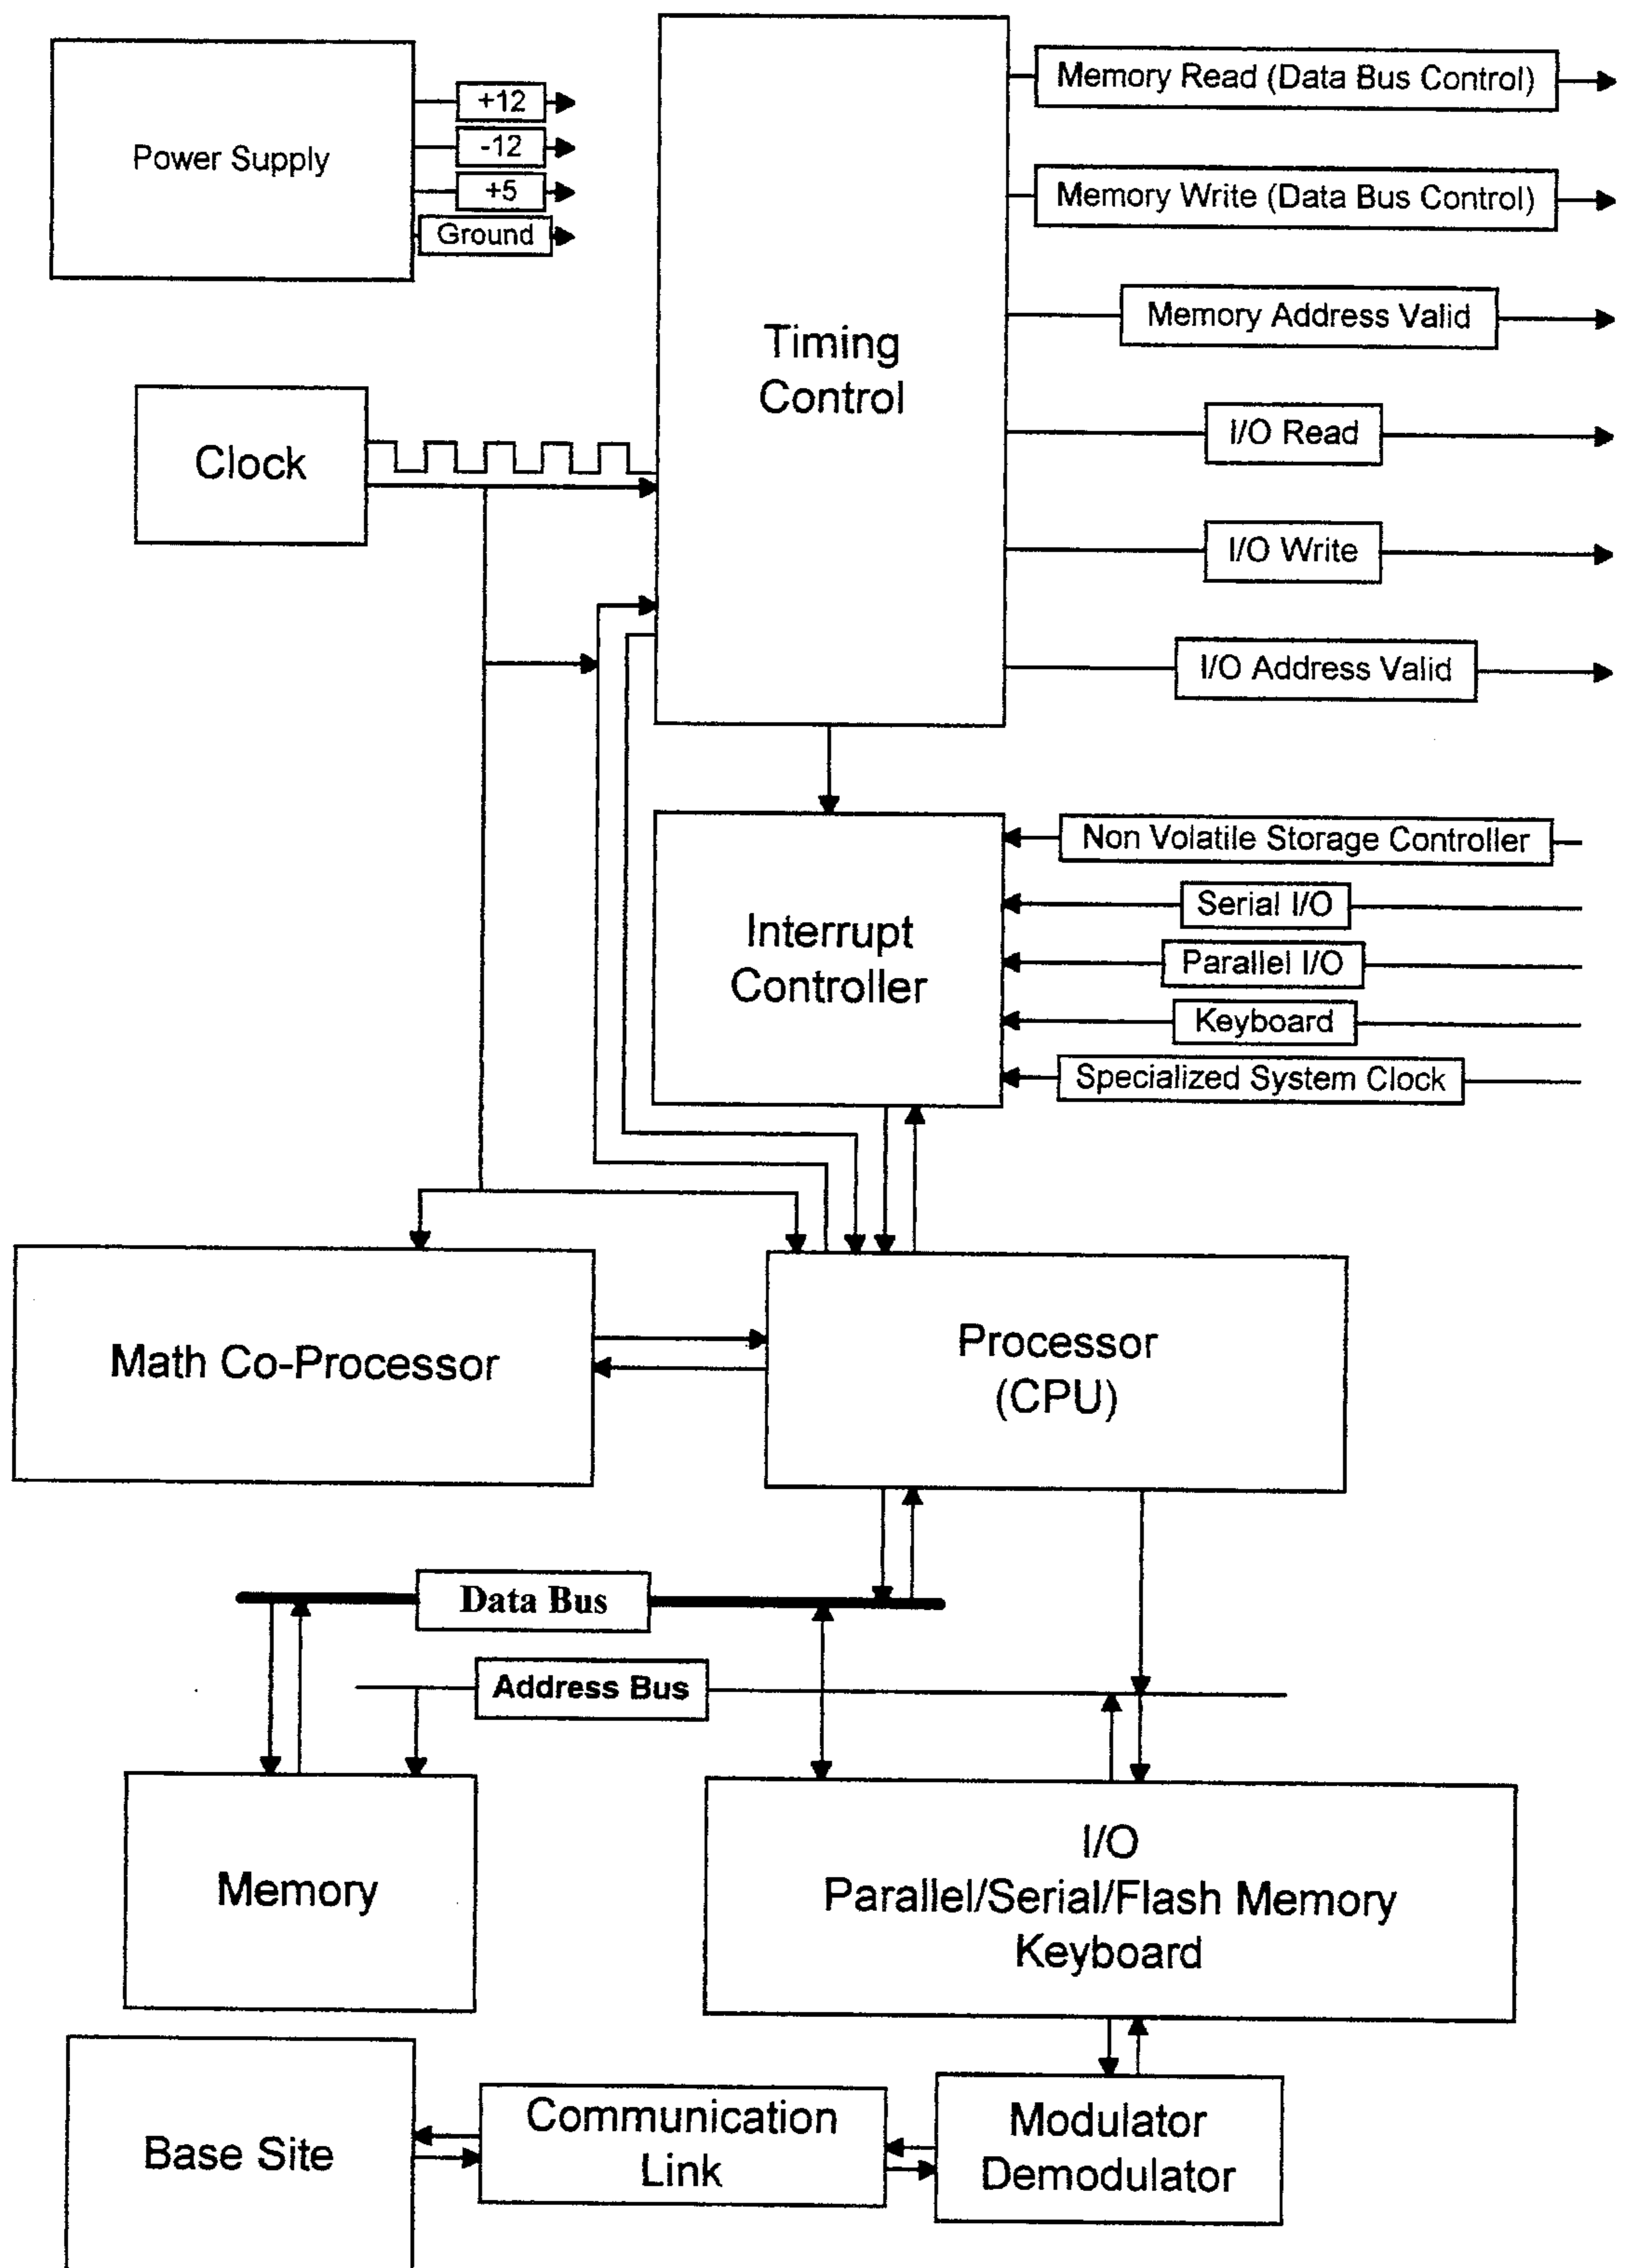 Power Supply
+12
-12
+5
Ground
Timing
Control
Memory Read (Data Bus Control)
Memory Write (Data Bus Control)
Memory Address Valid
I/O Read
I/O Write
I/O Address Valid
Clock
Interrupt
Controller
Non Volatile Storage Controller
Serial I/O
Parallel I/O
Keyboard
Specialized System Clock
Math Co-Processor
Processor
(CPU)
Data Bus
Address Bus
Memory
I/O
Parallel/Serial/Flash Memory
Keyboard
Base Site
Communication
Link
Modulator
Demodulator